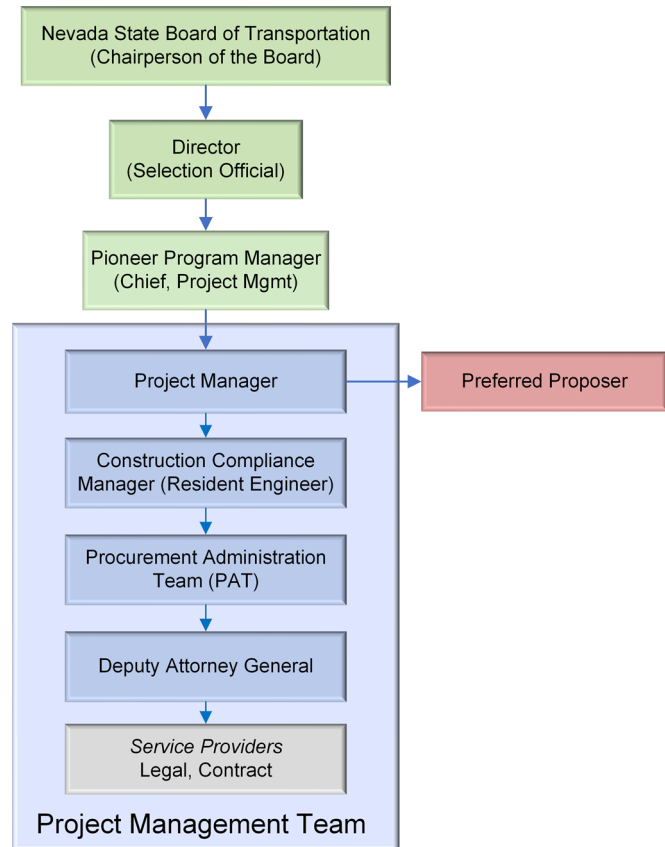 Nevada State Board of Transportation
(Chairperson of the Board)
Director
(Selection Official)
Pioneer Program Manager
(Chief, Project Mgmt)
Project Manager
Preferred Proposer
Construction Compliance
Manager (Resident Engineer)
Procurement Administration
Team (PAT)
Deputy Attorney General
Service Providers
Legal, Contract
Project Management Team